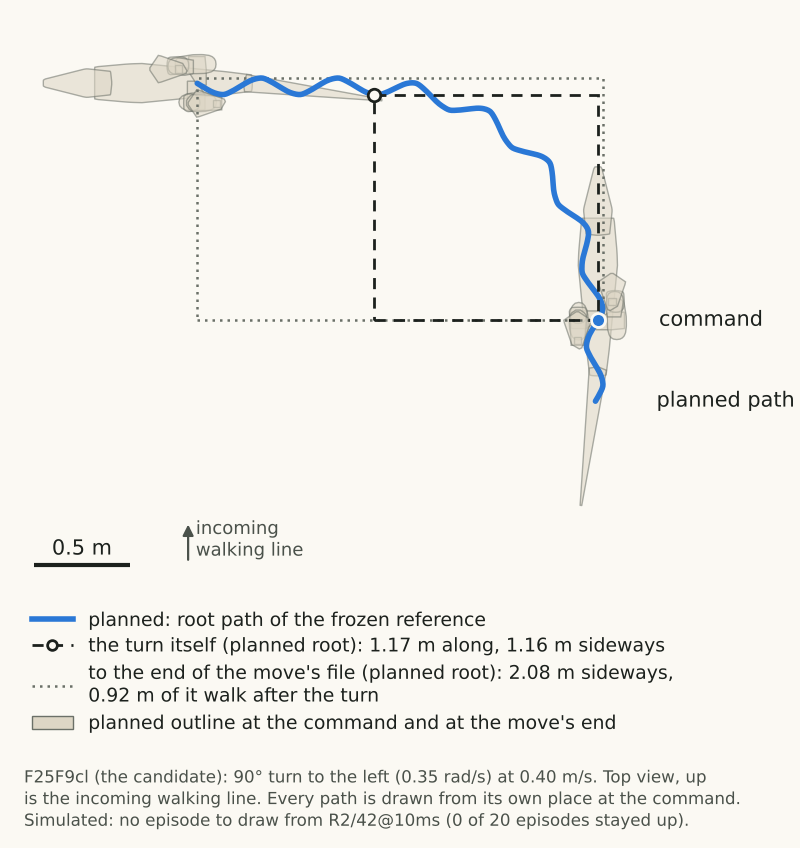 command
planned path
incoming
walking line
0.5 m
planned: root path of the frozen reference
the turn itself (planned root): 1.17 m along, 1.16 m sideways
to the end of the move's file (planned root): 2.08 m sideways,
0.92 m of it walk after the turn
planned outline at the command and at the move's end
F25F9cl (the candidate): 90° turn to the left (0.35 rad/s) at 0.40 m/s. Top view, up
is the incoming walking line. Every path is drawn from its own place at the command.
Simulated: no episode to draw from R2/42@10ms (0 of 20 episodes stayed up).